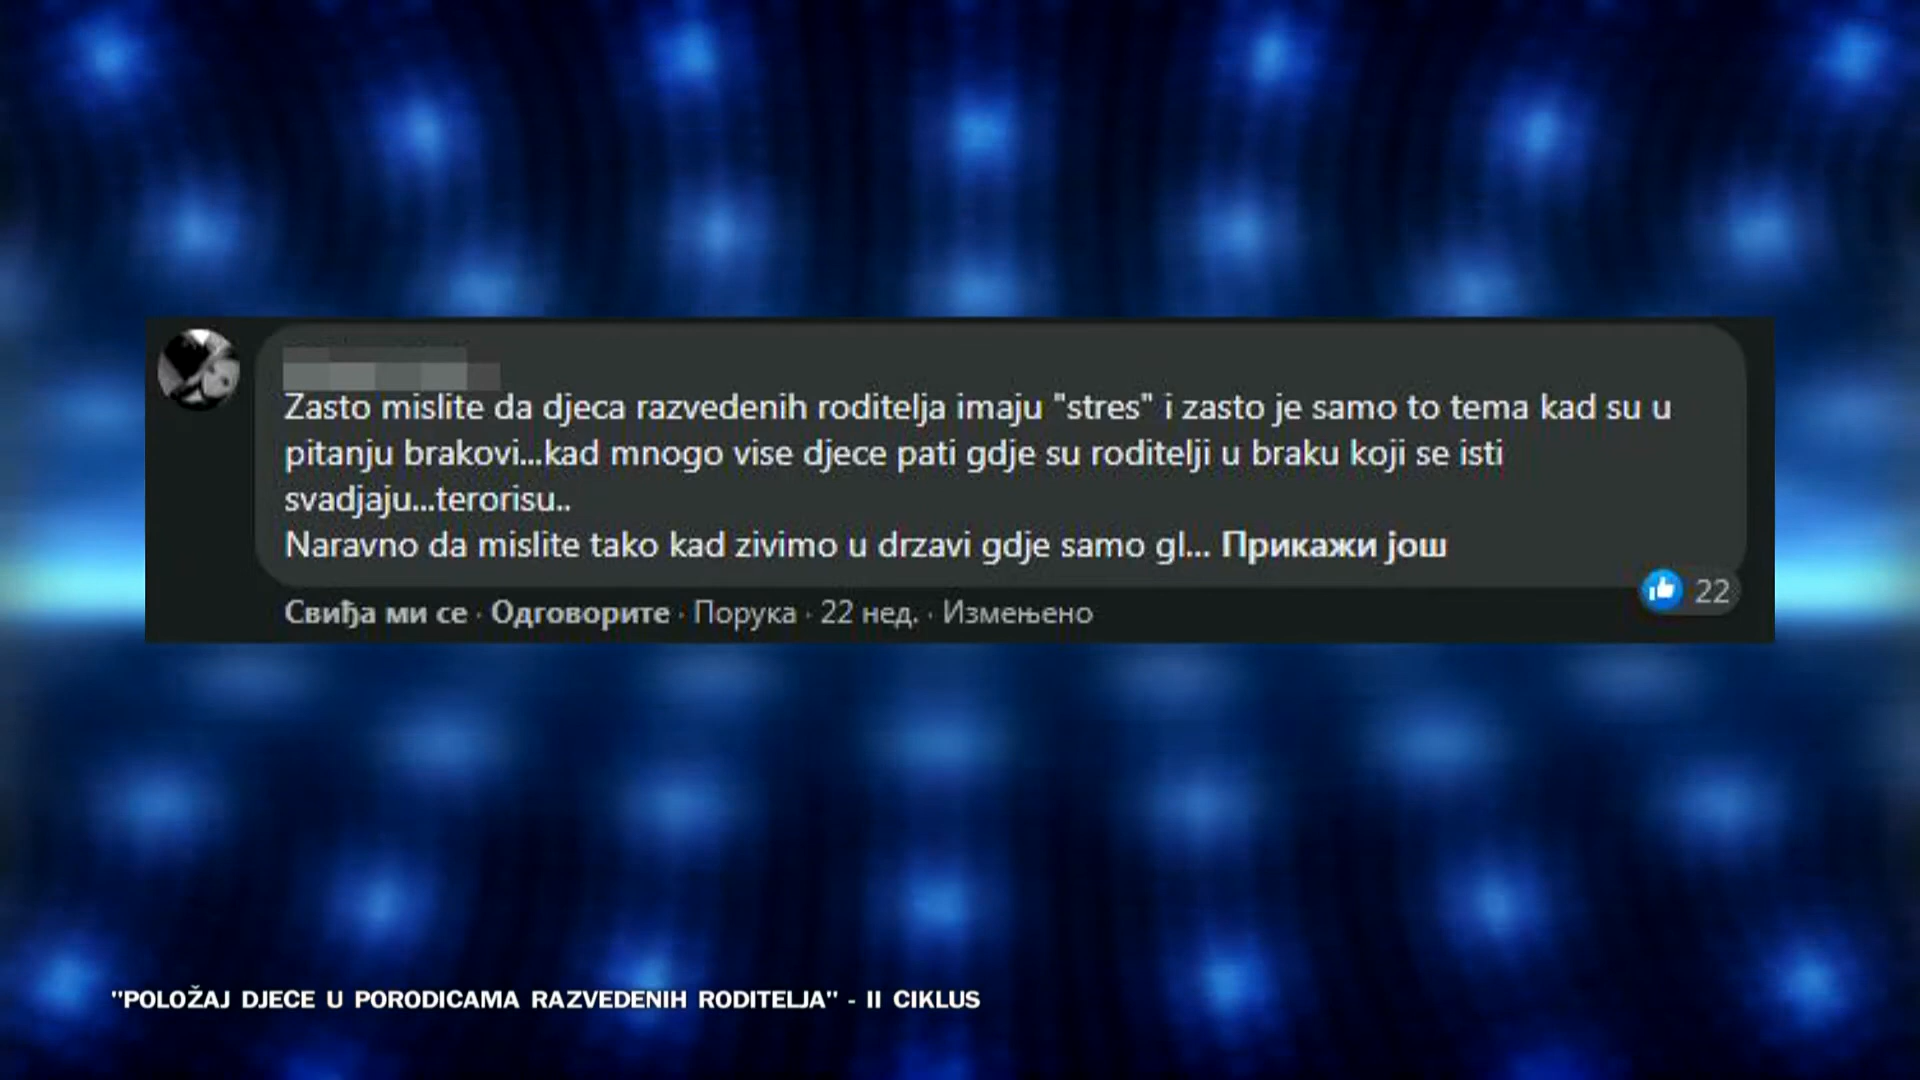 Zasto mislite da djeca razvedenih roditelja imaju "stres" i zasto je samo to tema kad su u
pitanju brakovi...kad mnogo vise djece pati gdje su roditelji u braku koji se isti
svadjaju...terorisu..
Naravno da mislite tako kad zivimo u drzavi gdje samo gl... Прикажи још
22
Свиђа ми се · Одговорите · Порука · 22 нед. · Измењено
"POLOŽAJ DJECE U PORODICAMA RAZVEDENIH RODITELJA" - II CIKLUS